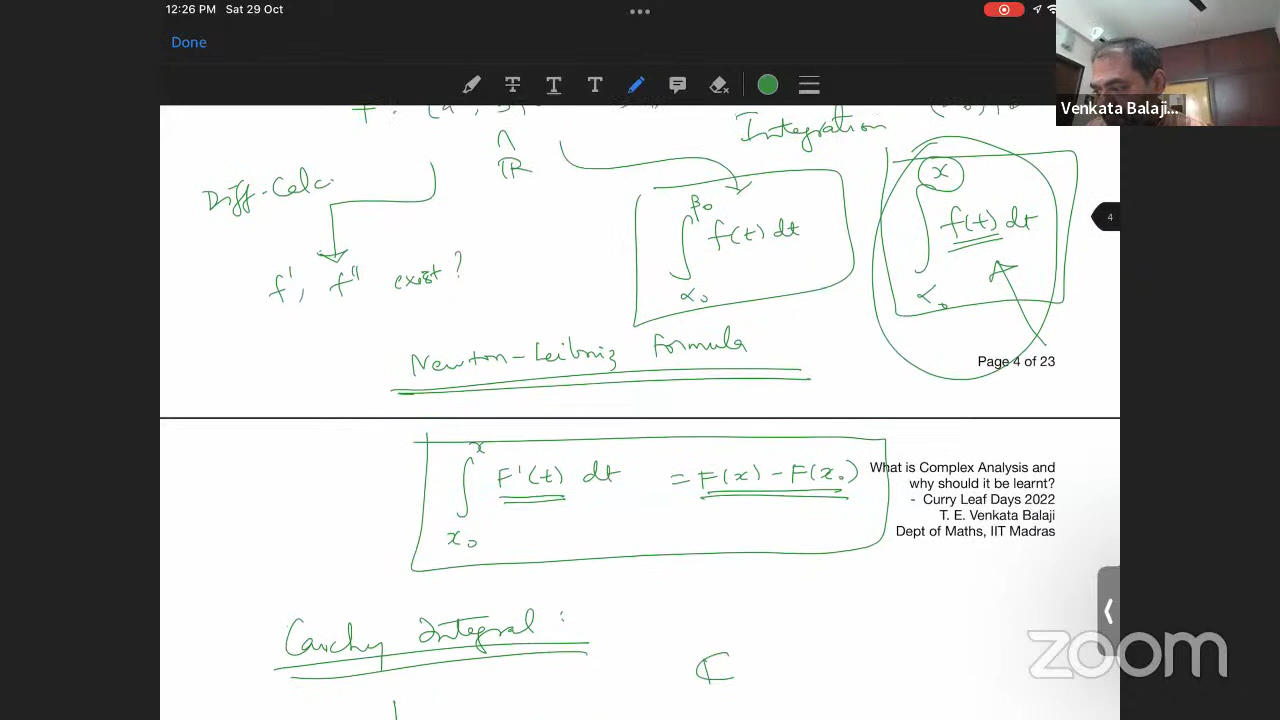 12:26 PM Sat 29 Oct
Done
Venkata Balaji...
Integration
ℝ
Diff-Calc.
f', f'' exist?
∫_{α₀}^{β₀} f(t) dt
∫_{α₀}^{x} f(t) dt
4
Newton-Leibniz Formula
Page 4 of 23
∫_{x₀}^{x} F'(t) dt = F(x) - F(x₀)
What is Complex Analysis and
why should it be learnt?
- Curry Leaf Days 2022
T. E. Venkata Balaji
Dept of Maths, IIT Madras
Cauchy Integral :
ℂ
zoom